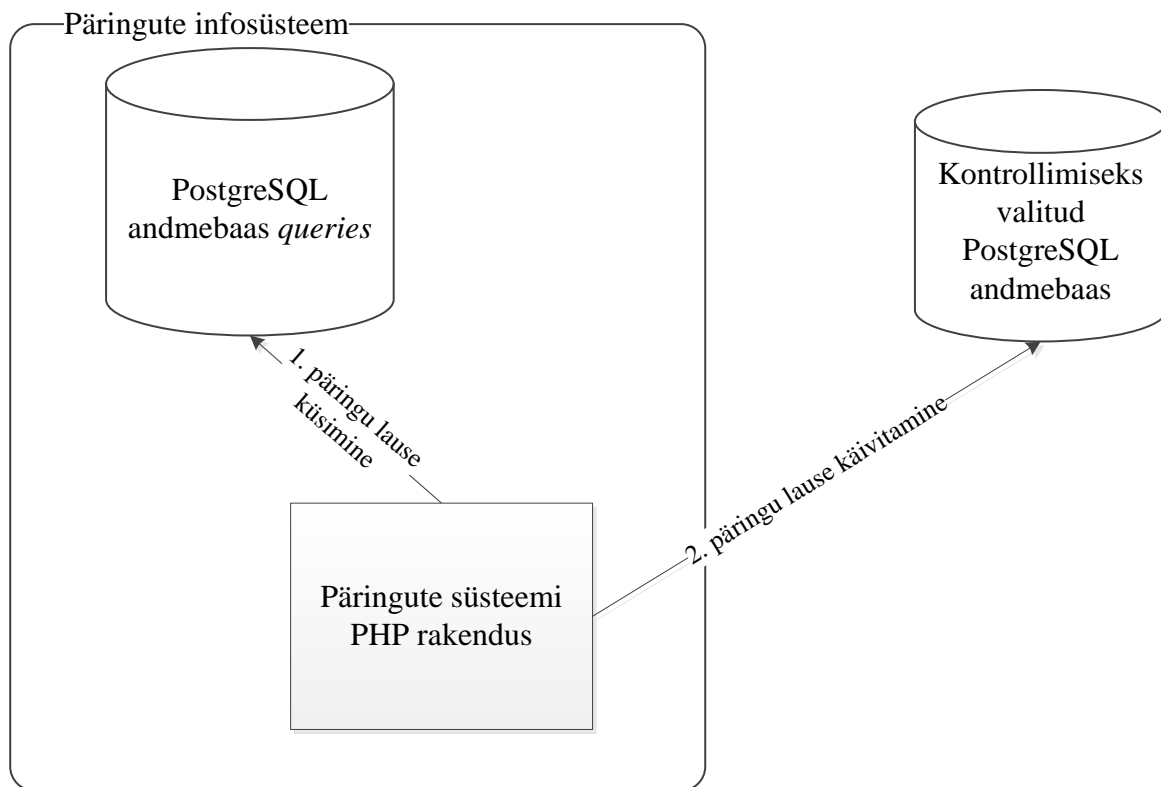 Päringute infosüsteem
PostgreSQL
andmebaas queries
Kontrollimiseks
valitud
PostgreSQL
andmebaas
1. päringu lause
küsimine
2. päringu lause käivitamine
Päringute süsteemi
PHP rakendus